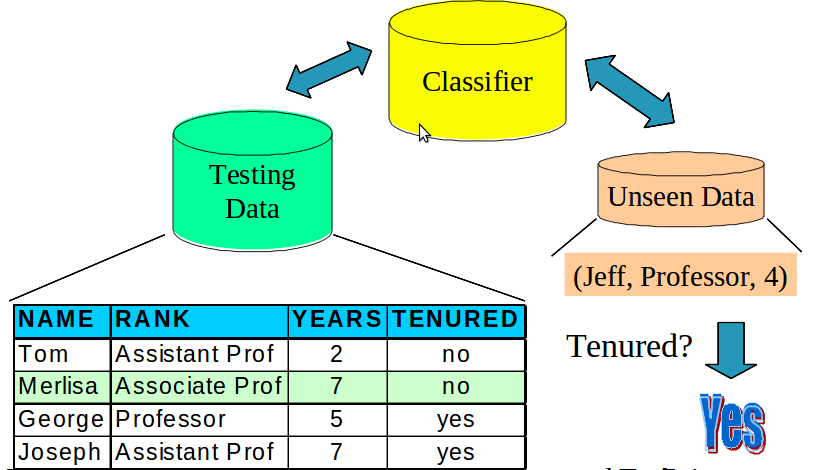 Classifier
Testing
Data
Unseen Data
(Jeff, Professor, 4)
NAME RANK YEARS TENURED
Tom Assistant Prof 2 no
Merlisa Associate Prof 7 no
George Professor 5 yes
Joseph Assistant Prof 7 yes
Tenured?
Yes